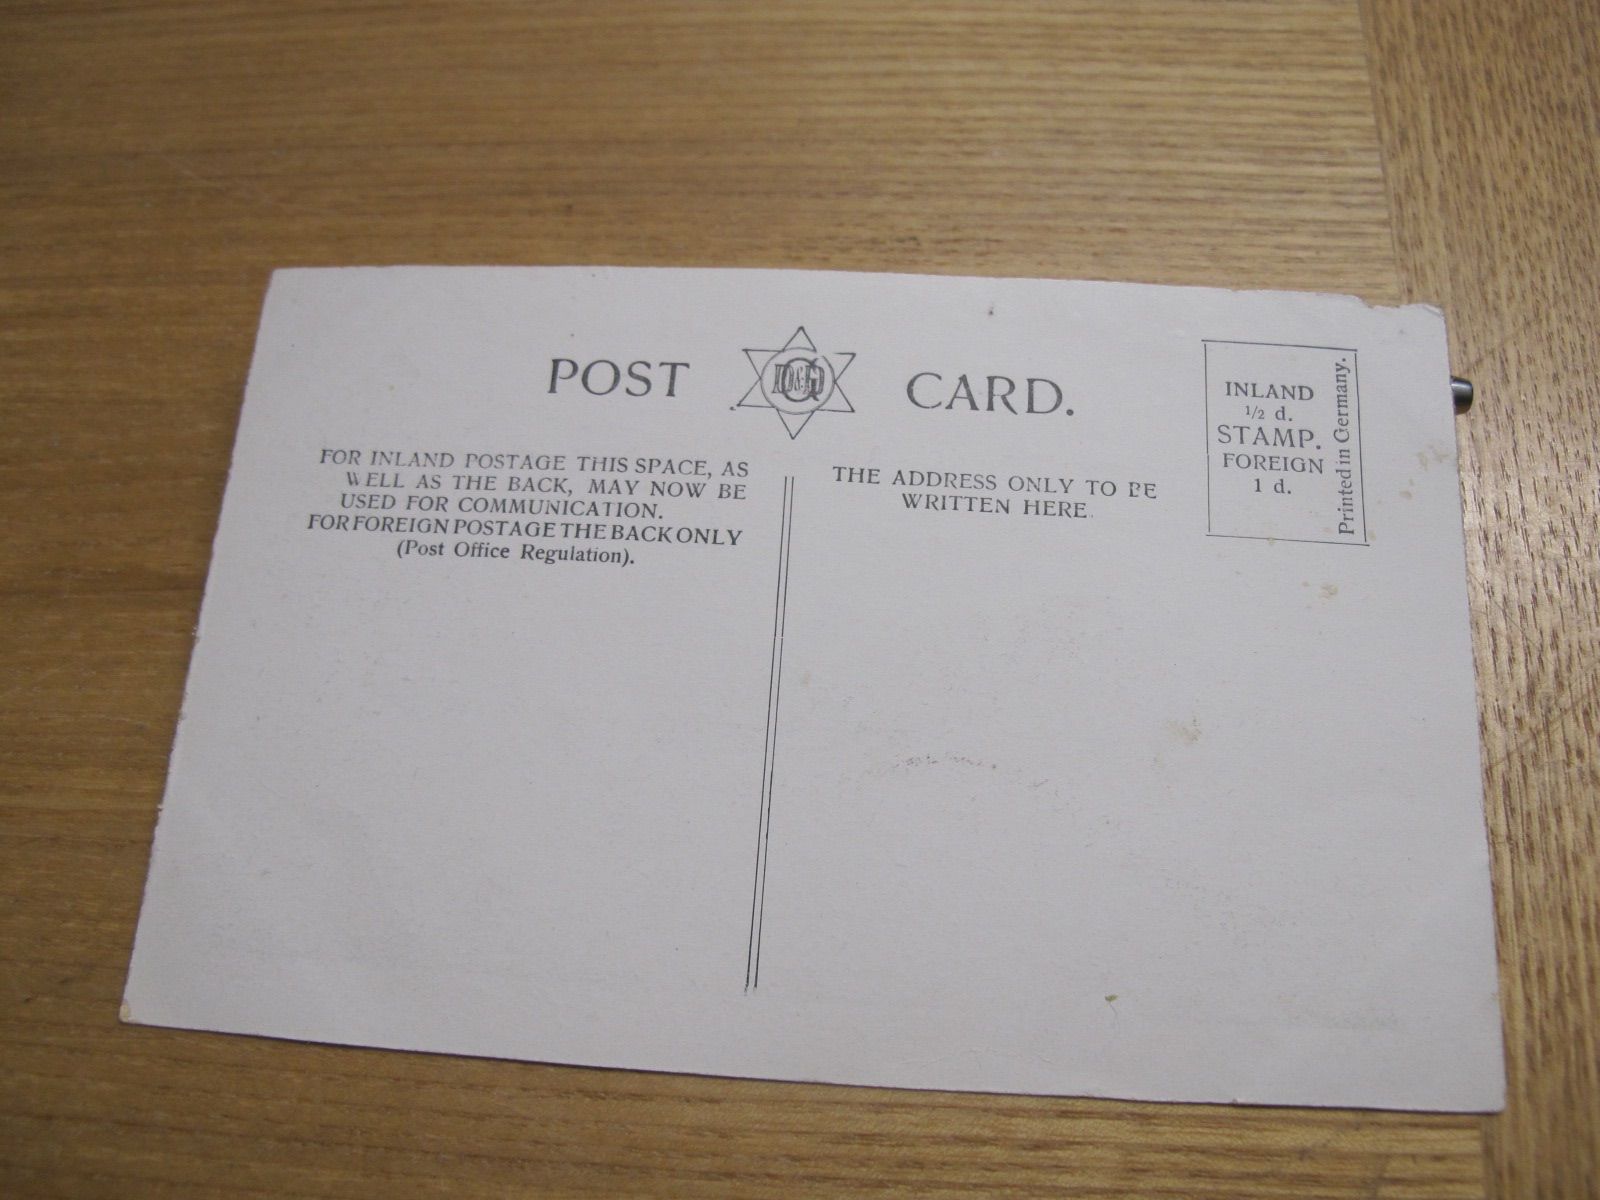 POST CARD.
FOR INLAND POSTAGE THIS SPACE, AS
WELL AS THE BACK, MAY NOW BE
USED FOR COMMUNICATION.
FOR FOREIGN POSTAGE THE BACK ONLY
(Post Office Regulation).
THE ADDRESS ONLY TO BE
WRITTEN HERE.
INLAND
½ d.
STAMP.
FOREIGN
1 d.
Printed in Germany.